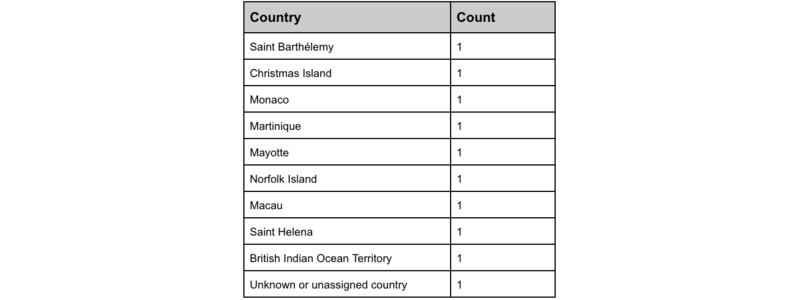 Country Count
Saint Barthélemy 1
Christmas Island 1
Monaco 1
Martinique 1
Mayotte 1
Norfolk Island 1
Macau 1
Saint Helena 1
British Indian Ocean Territory 1
Unknown or unassigned country 1